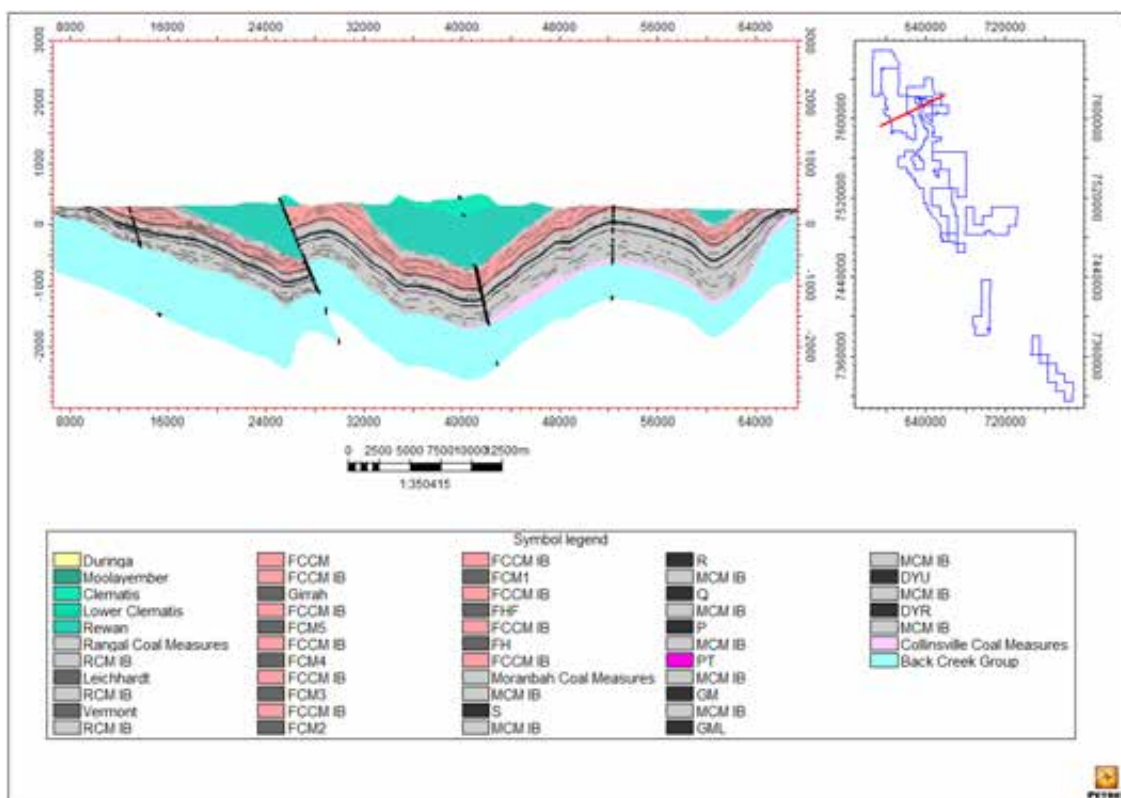 8000 16000 24000 32000 40000 48000 56000 64000
3000 2000 1000 0 -1000 -2000
3000 2000 1000 0 -1000 -2000
8000 16000 24000 32000 40000 48000 56000 64000
640000 720000
7600000 7520000 7440000 7360000
7600000 7520000 7440000 7360000
640000 720000
0 2500 5000 7500 10000 12500m
1:350415
Symbol legend
Duringa
Moolayember
Clematis
Lower Clematis
Rewan
Rangal Coal Measures
RCM IB
Leichhardt
RCM IB
Vermont
RCM IB
FCCM
FCCM IB
Girrah
FCCM IB
FCM5
FCCM IB
FCM4
FCCM IB
FCM3
FCCM IB
FCM2
FCCM IB
FCM1
FCCM IB
FHF
FCCM IB
FH
FCCM IB
Moranbah Coal Measures
MCM IB
S
MCM IB
R
MCM IB
Q
MCM IB
P
MCM IB
PT
MCM IB
GM
MCM IB
GML
MCM IB
DYU
MCM IB
DYR
MCM IB
Collinsville Coal Measures
Back Creek Group